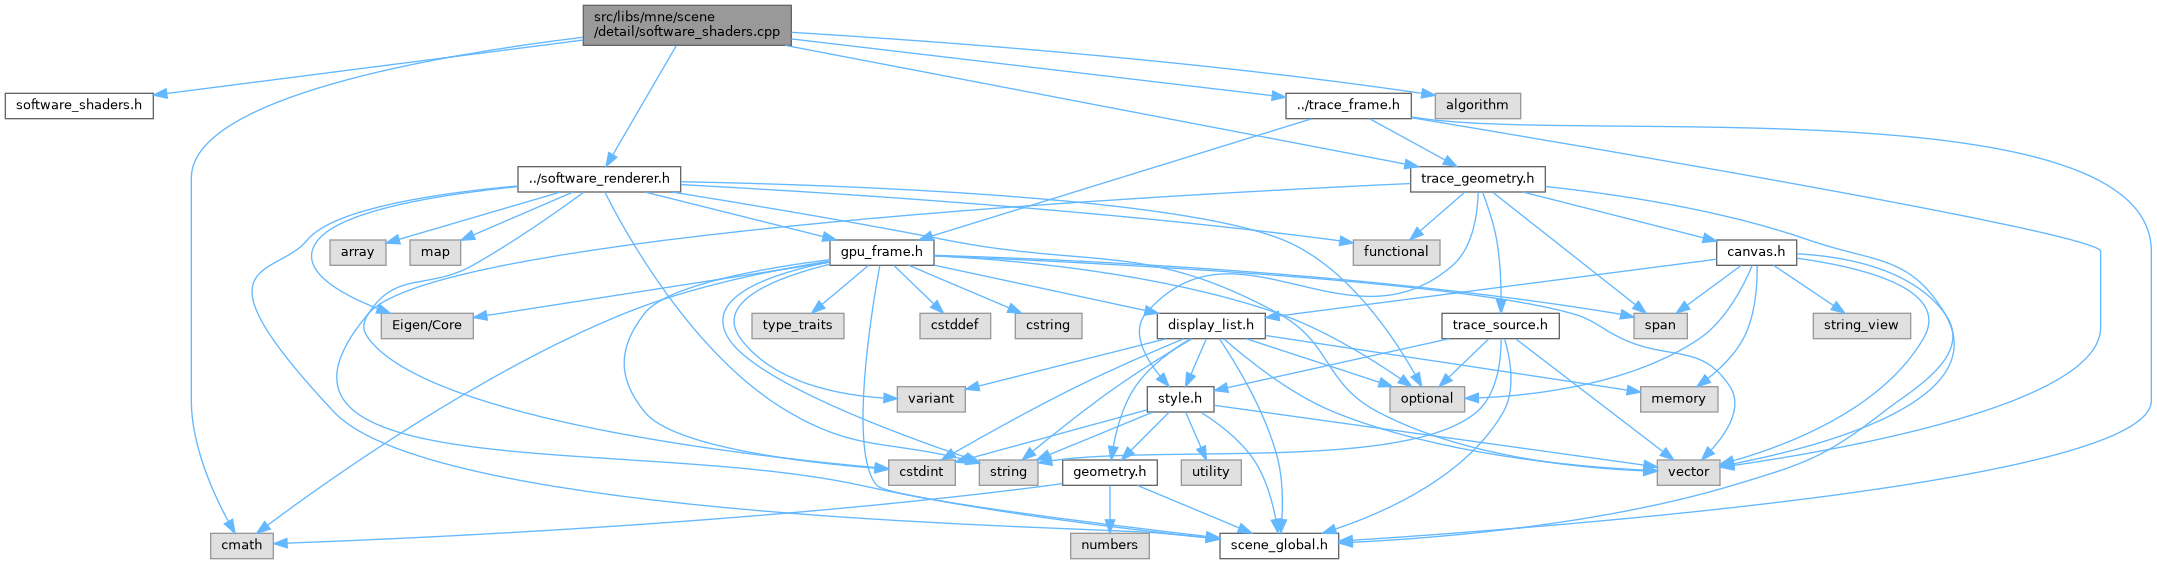 src/libs/mne/scene
/detail/software_shaders.cpp
software_shaders.h
../trace_frame.h
algorithm
../software_renderer.h
trace_geometry.h
array
map
gpu_frame.h
functional
canvas.h
Eigen/Core
type_traits
cstddef
cstring
display_list.h
trace_source.h
span
string_view
variant
style.h
optional
memory
cstdint
string
geometry.h
utility
vector
cmath
numbers
scene_global.h